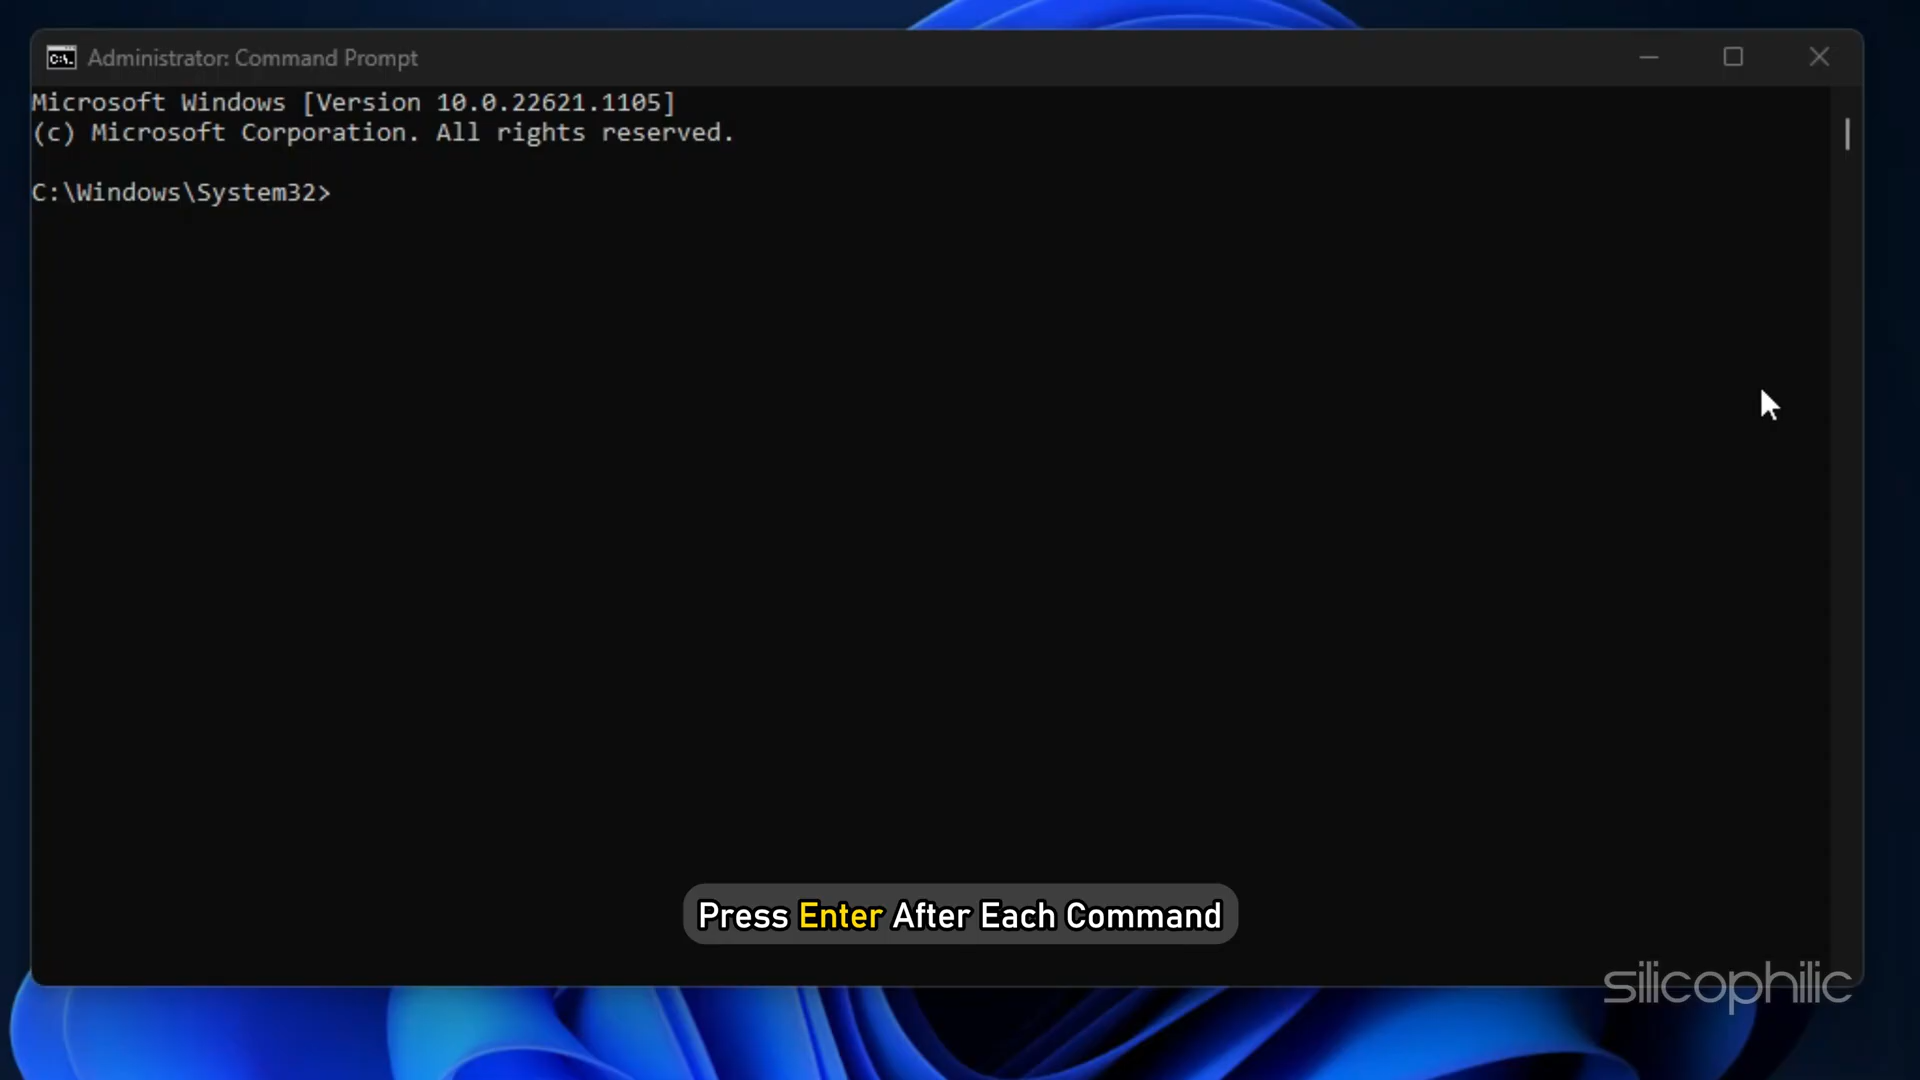 Administrator: Command Prompt
Microsoft Windows [Version 10.0.22621.1105]
(c) Microsoft Corporation. All rights reserved.
C:\Windows\System32>
Press Enter After Each Command
silicophilic